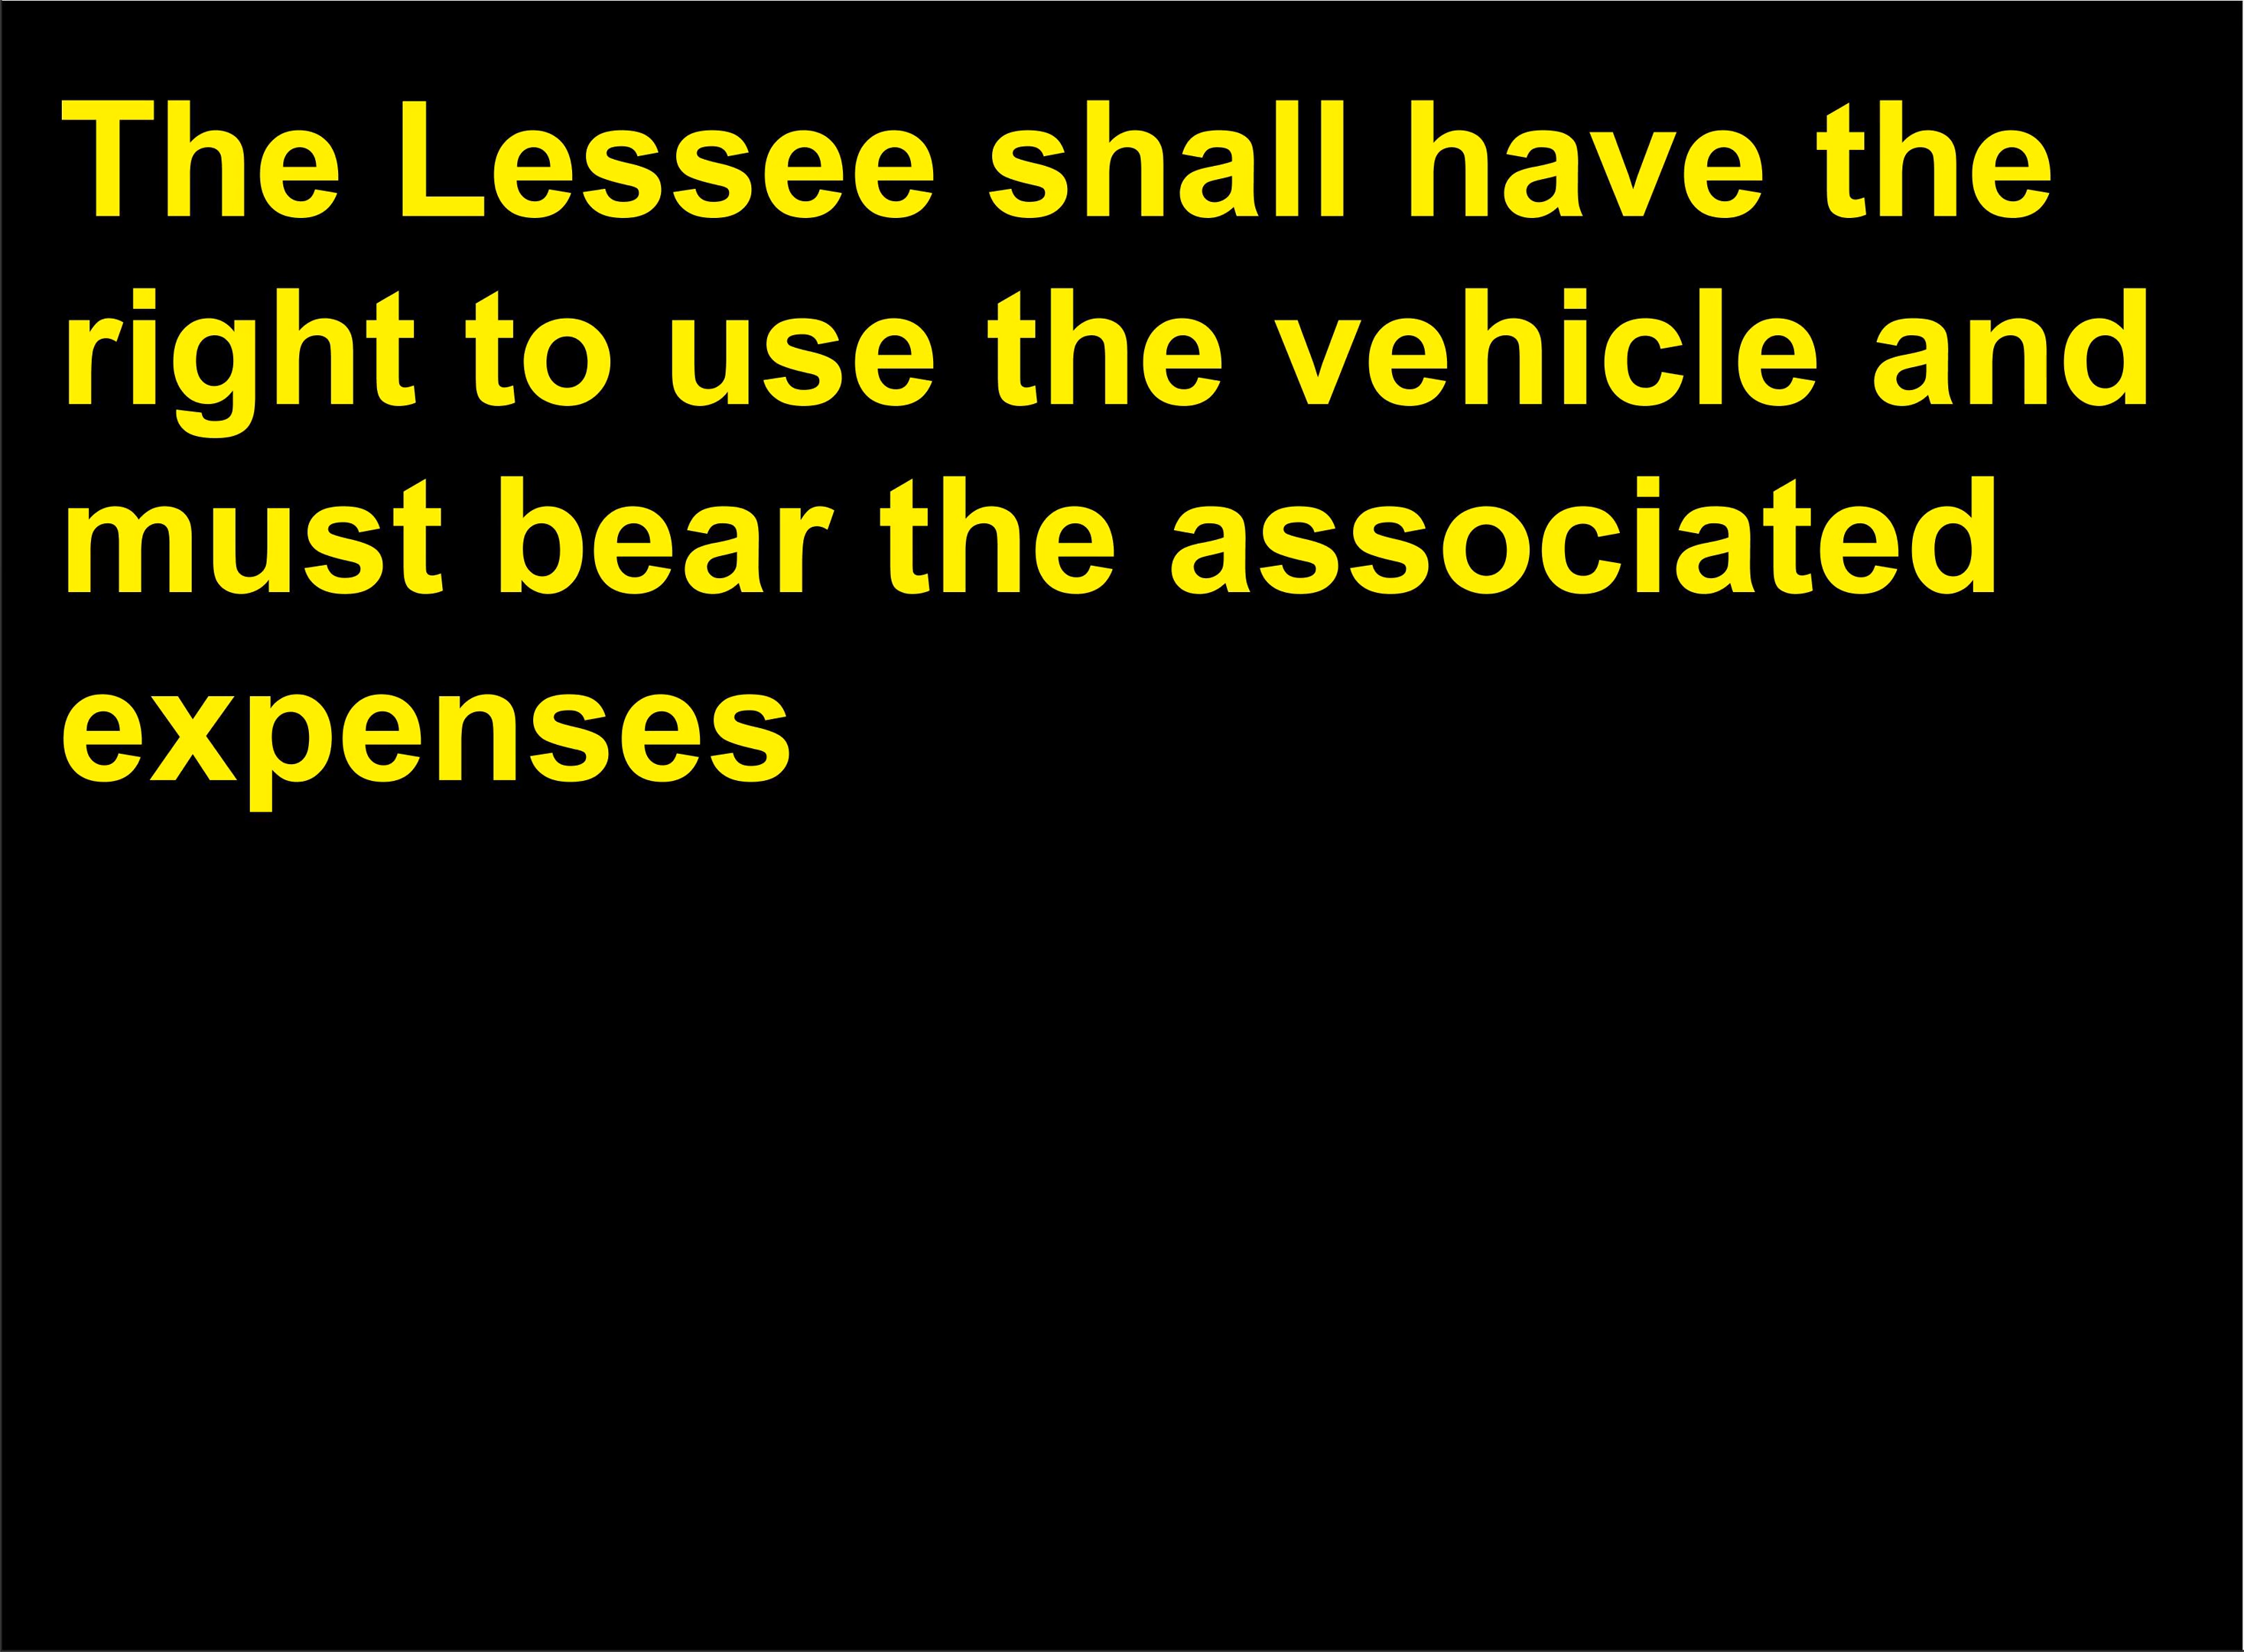 The Lessee shall have the
right to use the vehicle and
must bear the associated
expenses